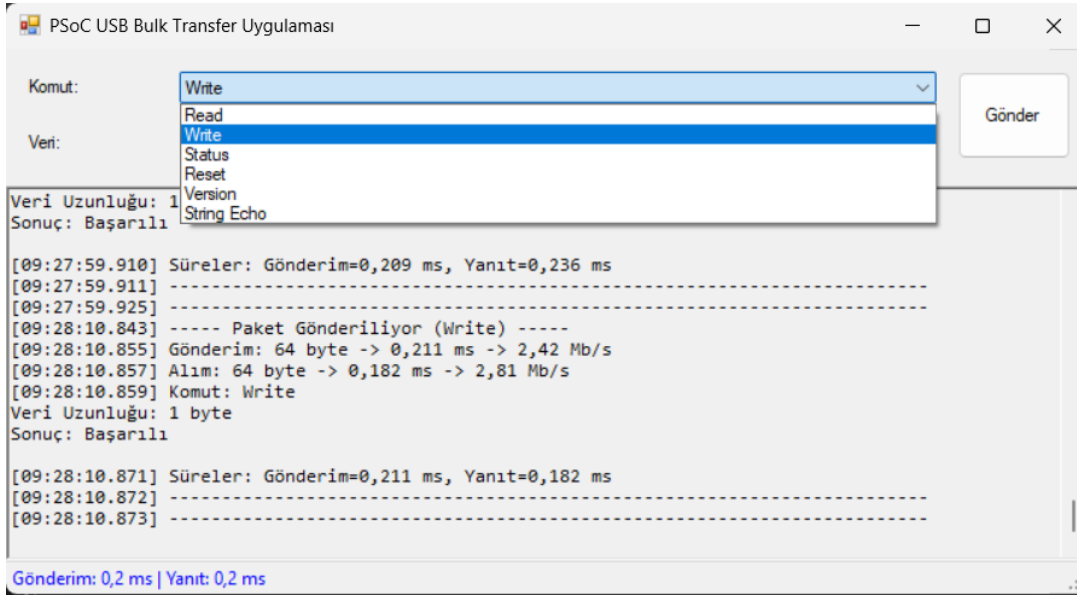 PSoC USB Bulk Transfer Uygulaması
Komut:
Write
Gönder
Read
Write
Status
Reset
Version
String Echo
Veri:
Veri Uzunluğu: 1
Sonuç: Başarılı
[09:27:59.910] Süreler: Gönderim=0,209 ms, Yanıt=0,236 ms
[09:27:59.911] ------------------------------------------------------------------------
[09:27:59.925] ------------------------------------------------------------------------
[09:28:10.843] ----- Paket Gönderiliyor (Write) -----
[09:28:10.855] Gönderim: 64 byte -> 0,211 ms -> 2,42 Mb/s
[09:28:10.857] Alım: 64 byte -> 0,182 ms -> 2,81 Mb/s
[09:28:10.859] Komut: Write
Veri Uzunluğu: 1 byte
Sonuç: Başarılı
[09:28:10.871] Süreler: Gönderim=0,211 ms, Yanıt=0,182 ms
[09:28:10.872] ------------------------------------------------------------------------
[09:28:10.873] ------------------------------------------------------------------------
Gönderim: 0,2 ms | Yanıt: 0,2 ms